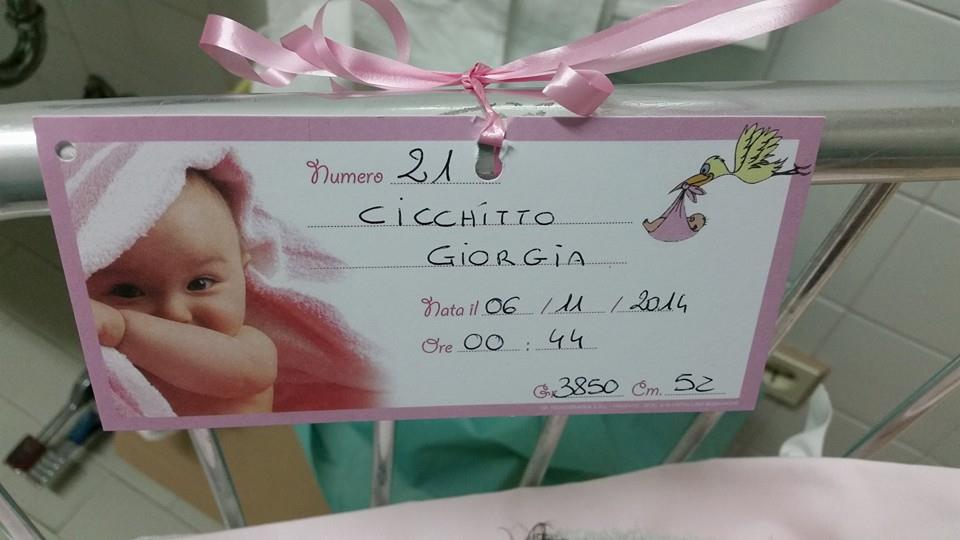 Numero 21
CICCHITTO
GIORGIA
Nata il 06 / 11 / 2014
Ore 00 : 44
Gr. 3850 Cm. 52